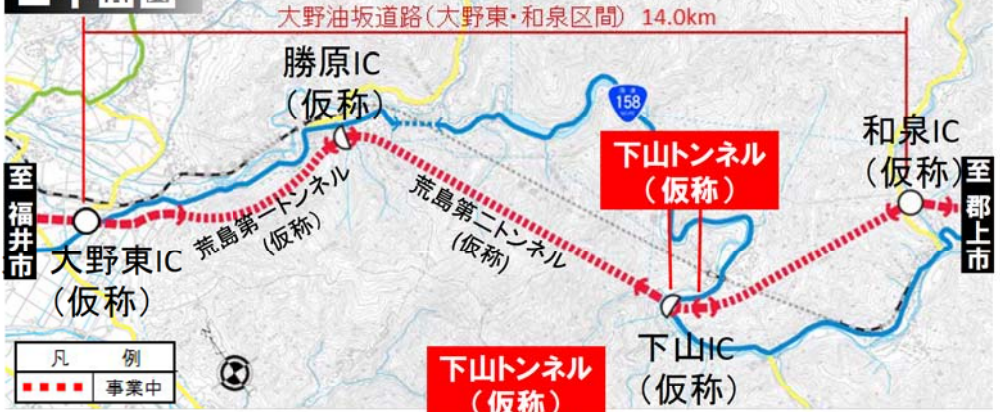 大野油坂道路（大野東・和泉区間） 14.0km
勝原IC
（仮称）
158
下山トンネル
（仮称）
和泉IC
（仮称）
至 福井市
至 郡上市
荒島第一トンネル
(仮称)
荒島第二トンネル
(仮称)
大野東IC
（仮称）
下山IC
（仮称）
凡 例
事業中
下山トンネル
（仮称）